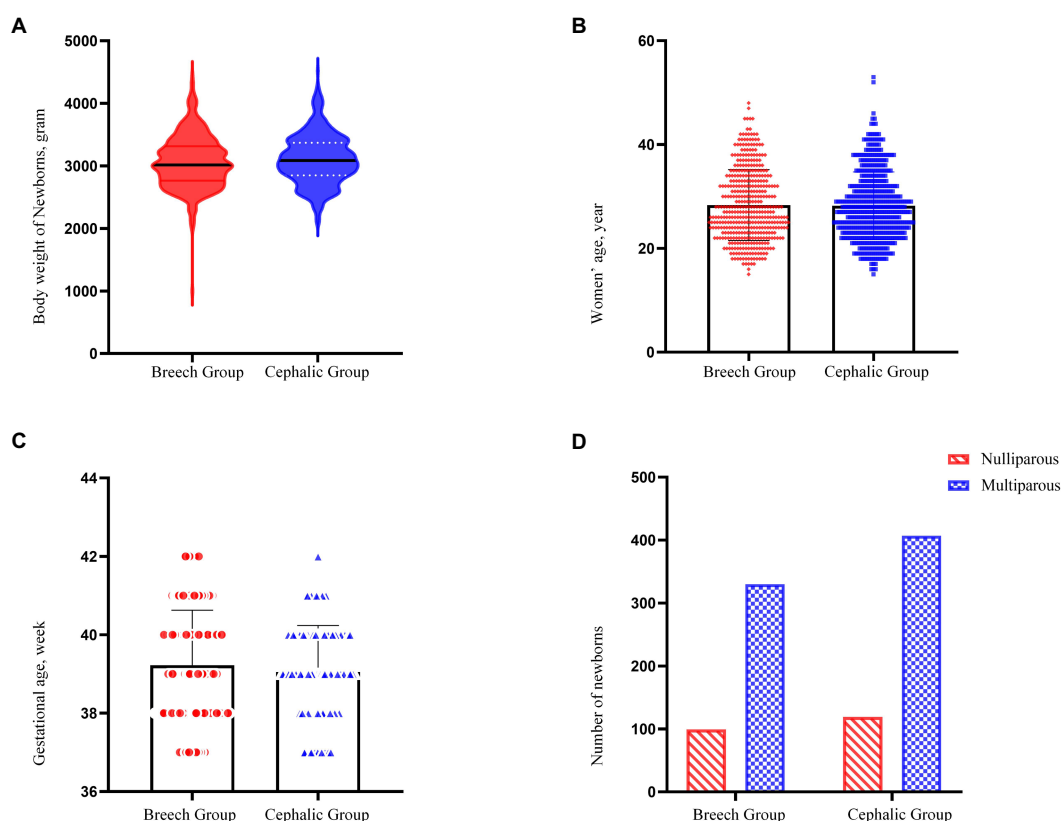 A
Body weight of Newborns, gram
5000
4000
3000
2000
1000
0
Breech Group
Cephalic Group
B
Women' age, year
60
40
20
0
Breech Group
Cephalic Group
C
Gestational age, week
44
42
40
38
36
Breech Group
Cephalic Group
D
Nulliparous
Multiparous
Number of newborns
500
400
300
200
100
0
Breech Group
Cephalic Group